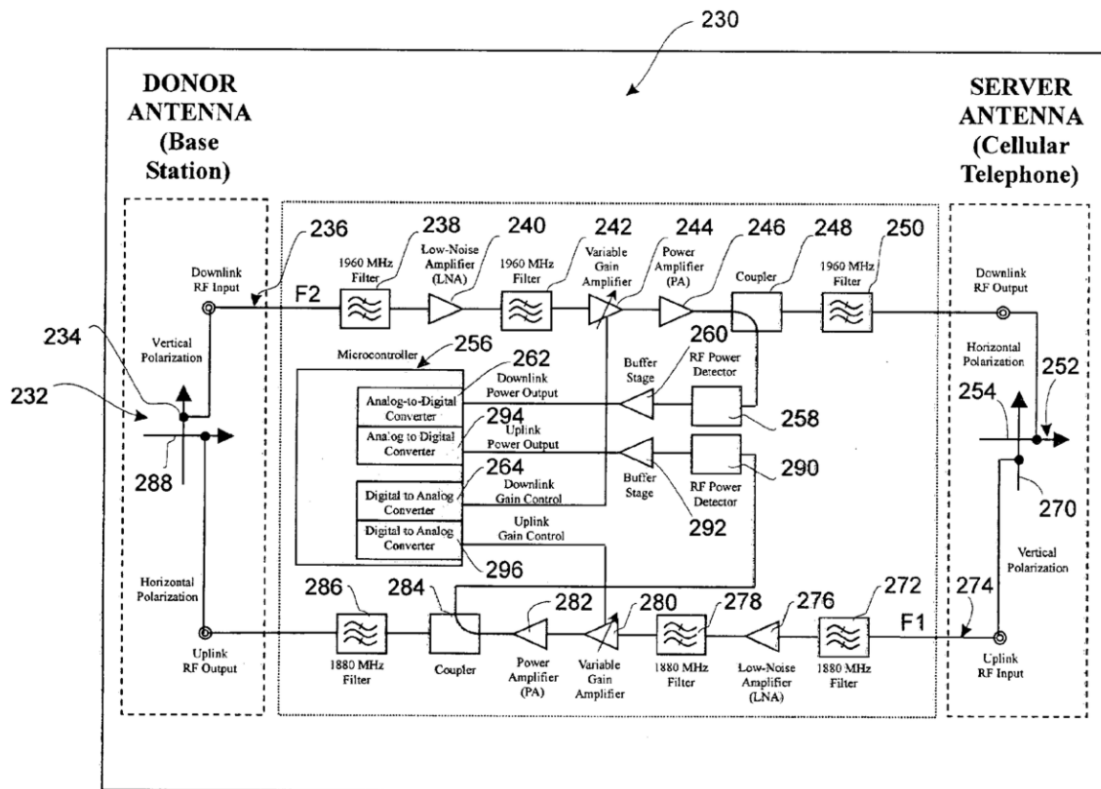 230
DONOR
ANTENNA
(Base
Station)
SERVER
ANTENNA
(Cellular
Telephone)
236
238
240
242
244
246
248
250
Downlink
RF Input
F2
1960 MHz
Filter
Low-Noise
Amplifier
(LNA)
1960 MHz
Filter
Variable
Gain
Amplifier
Power
Amplifier
(PA)
Coupler
1960 MHz
Filter
Downlink
RF Output
234
232
Vertical
Polarization
288
Microcontroller
256
262
Analog-to-Digital
Converter
294
Analog to Digital
Converter
264
Digital to Analog
Converter
Digital to Analog
Converter
296
Downlink
Power Output
Uplink
Power Output
Downlink
Gain Control
Uplink
Gain Control
Buffer
Stage
260
RF Power
Detector
258
290
RF Power
Detector
Buffer
Stage
292
Horizontal
Polarization
254
252
270
Vertical
Polarization
Horizontal
Polarization
286
284
282
280
278
276
272
F1
274
Uplink
RF Output
1880 MHz
Filter
Coupler
Power
Amplifier
(PA)
Variable
Gain
Amplifier
1880 MHz
Filter
Low-Noise
Amplifier
(LNA)
1880 MHz
Filter
Uplink
RF Input